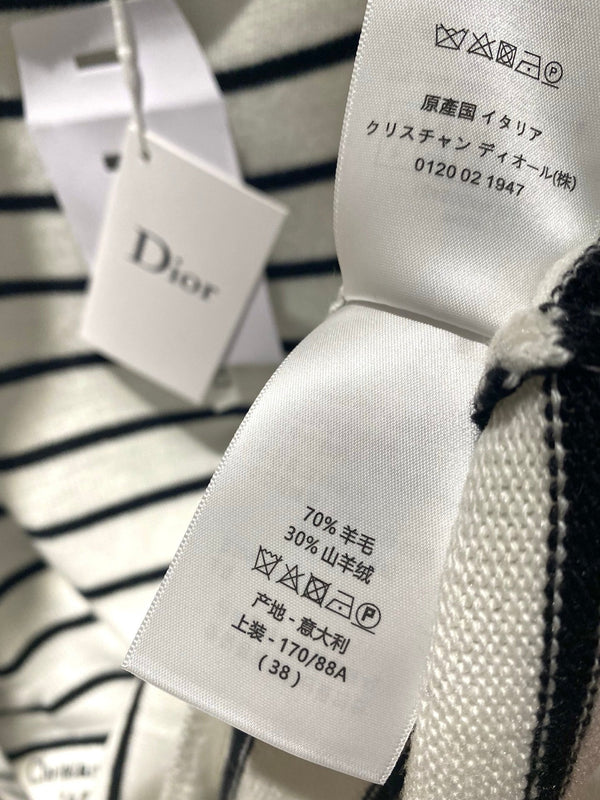 Dior
原産国 イタリア
クリスチャン ディオール(株)
0120 02 1947
70% 羊毛
30% 山羊绒
产地 - 意大利
上装 - 170/88A
( 38 )